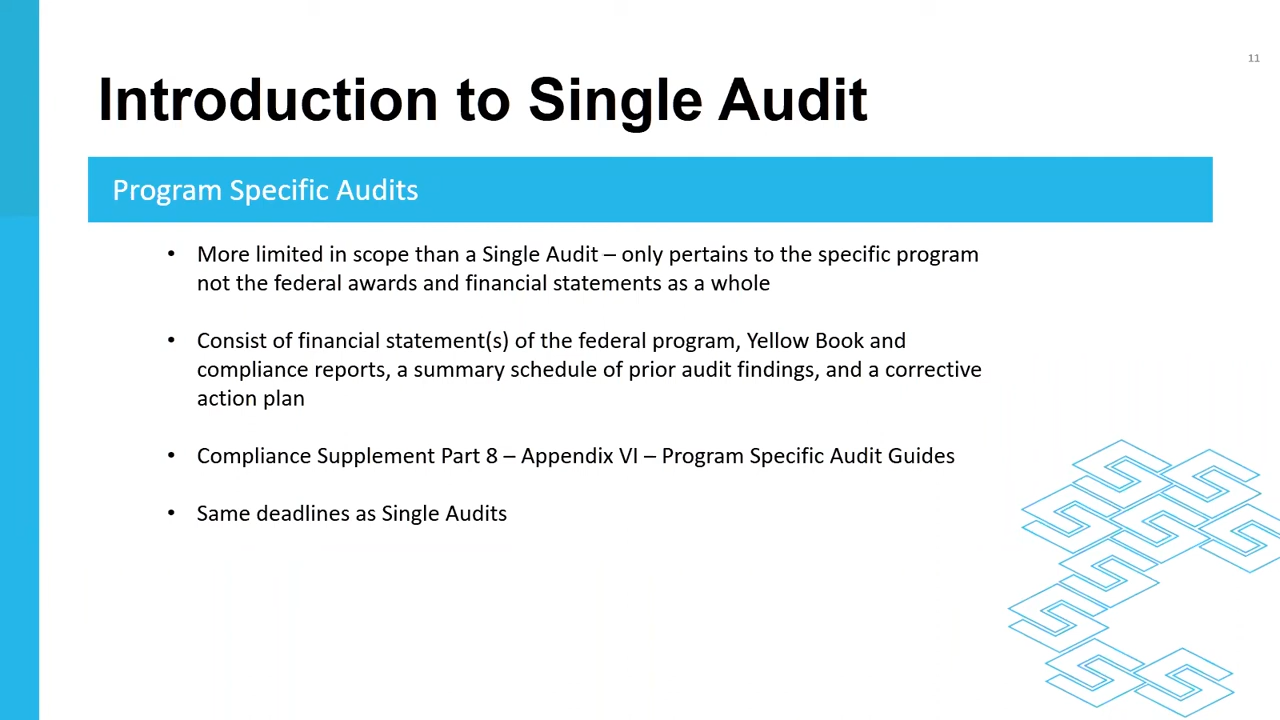 11
Introduction to Single Audit
Program Specific Audits
• More limited in scope than a Single Audit – only pertains to the specific program
not the federal awards and financial statements as a whole
• Consist of financial statement(s) of the federal program, Yellow Book and
compliance reports, a summary schedule of prior audit findings, and a corrective
action plan
• Compliance Supplement Part 8 – Appendix VI – Program Specific Audit Guides
• Same deadlines as Single Audits